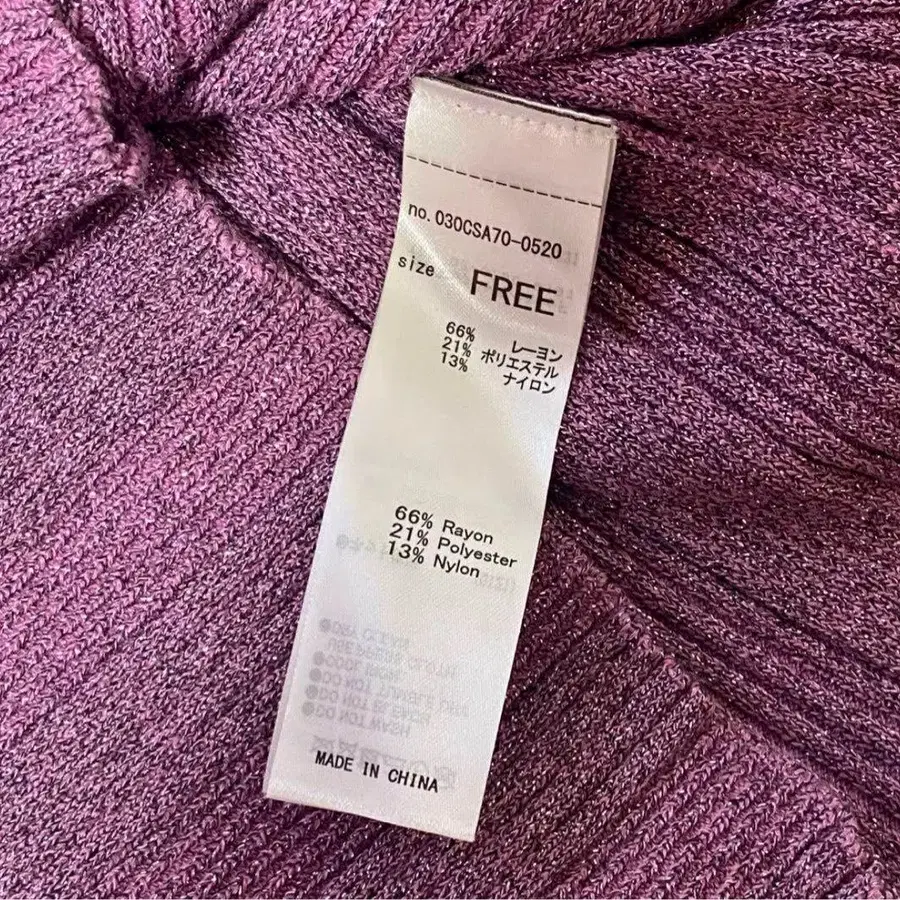 no. 030CSA70-0520
size FREE
66% レーヨン
21% ポリエステル
13% ナイロン
66% Rayon
21% Polyester
13% Nylon
MADE IN CHINA